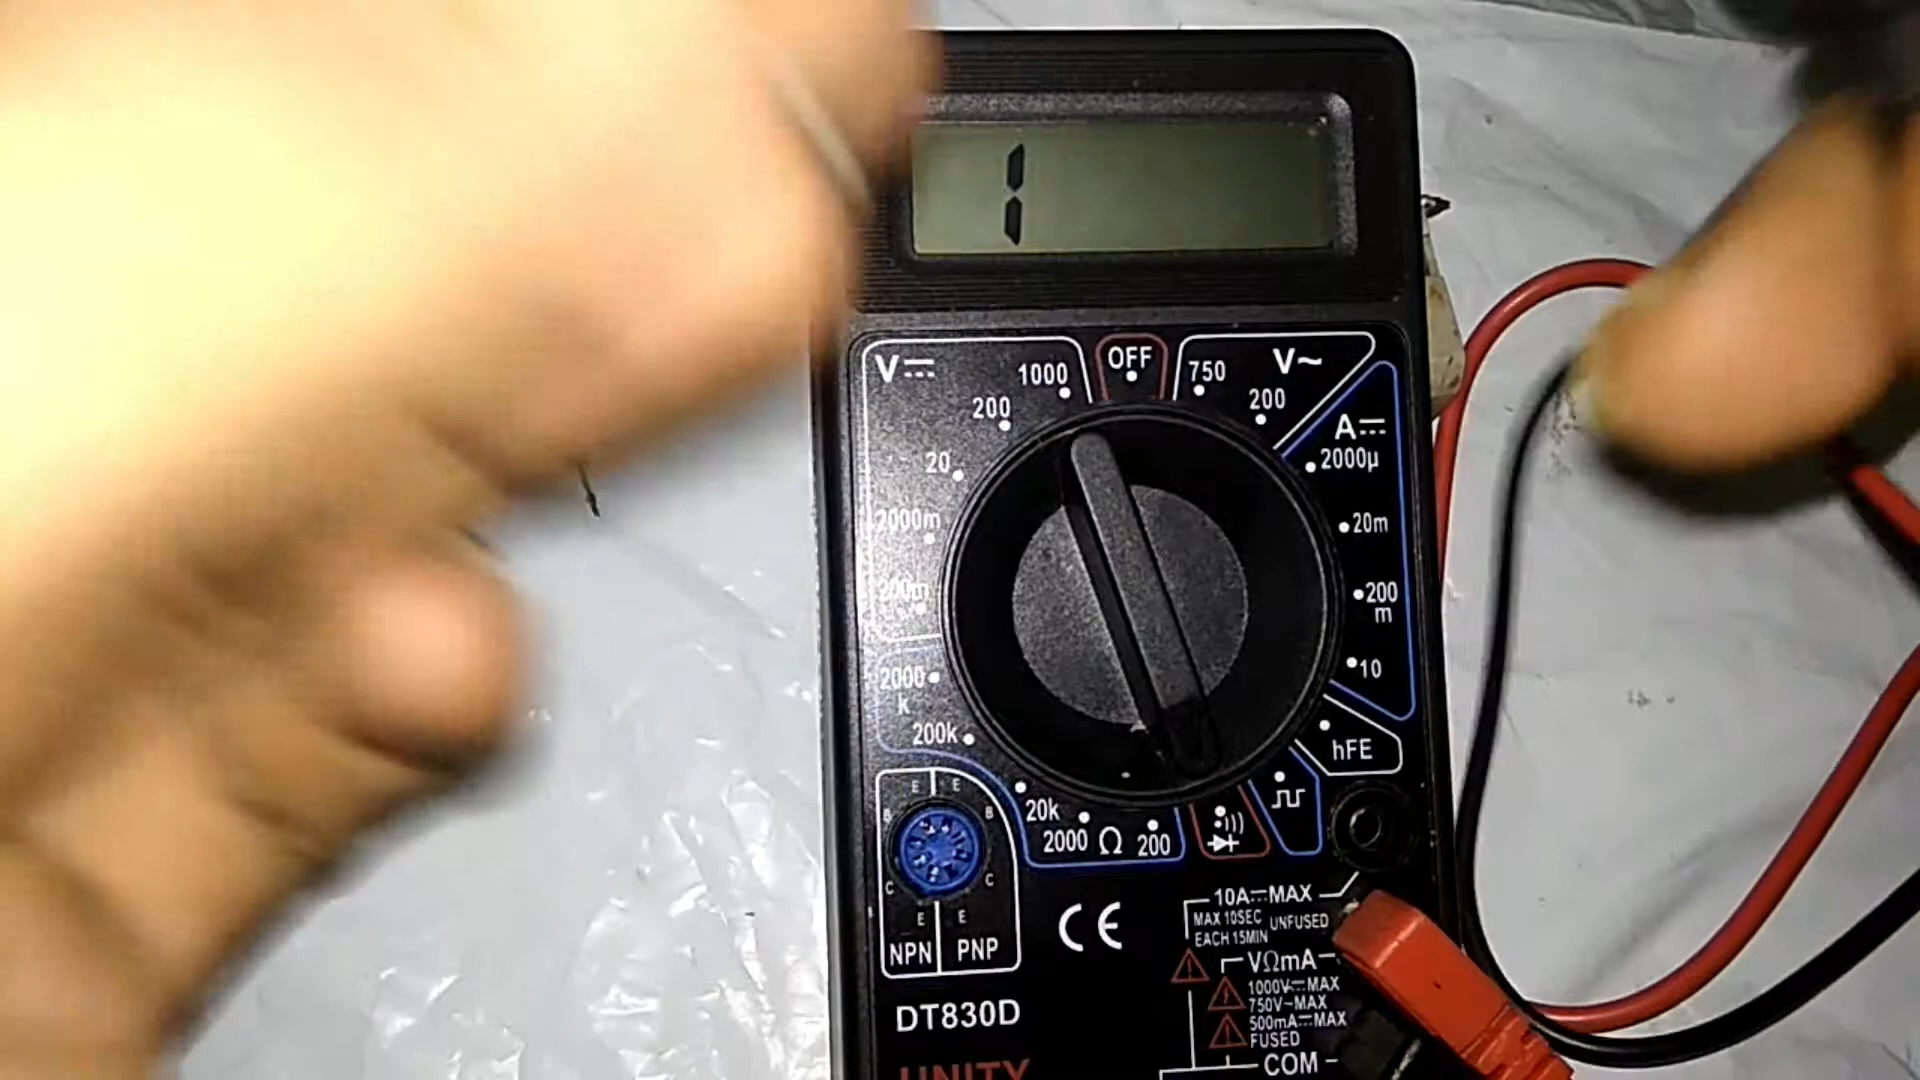 1
OFF
V
1000
200
20
2000m
200m
2000
k
200k
20k
2000 Ω 200
750
V~
200
A
2000µ
20m
200
m
10
hFE
E E
B B
C C
E E
NPN PNP
CE
10A MAX
MAX 10SEC UNFUSED
EACH 15MIN
VΩmA
1000V MAX
750V~MAX
500mA MAX
FUSED
COM
DT830D
UNITY